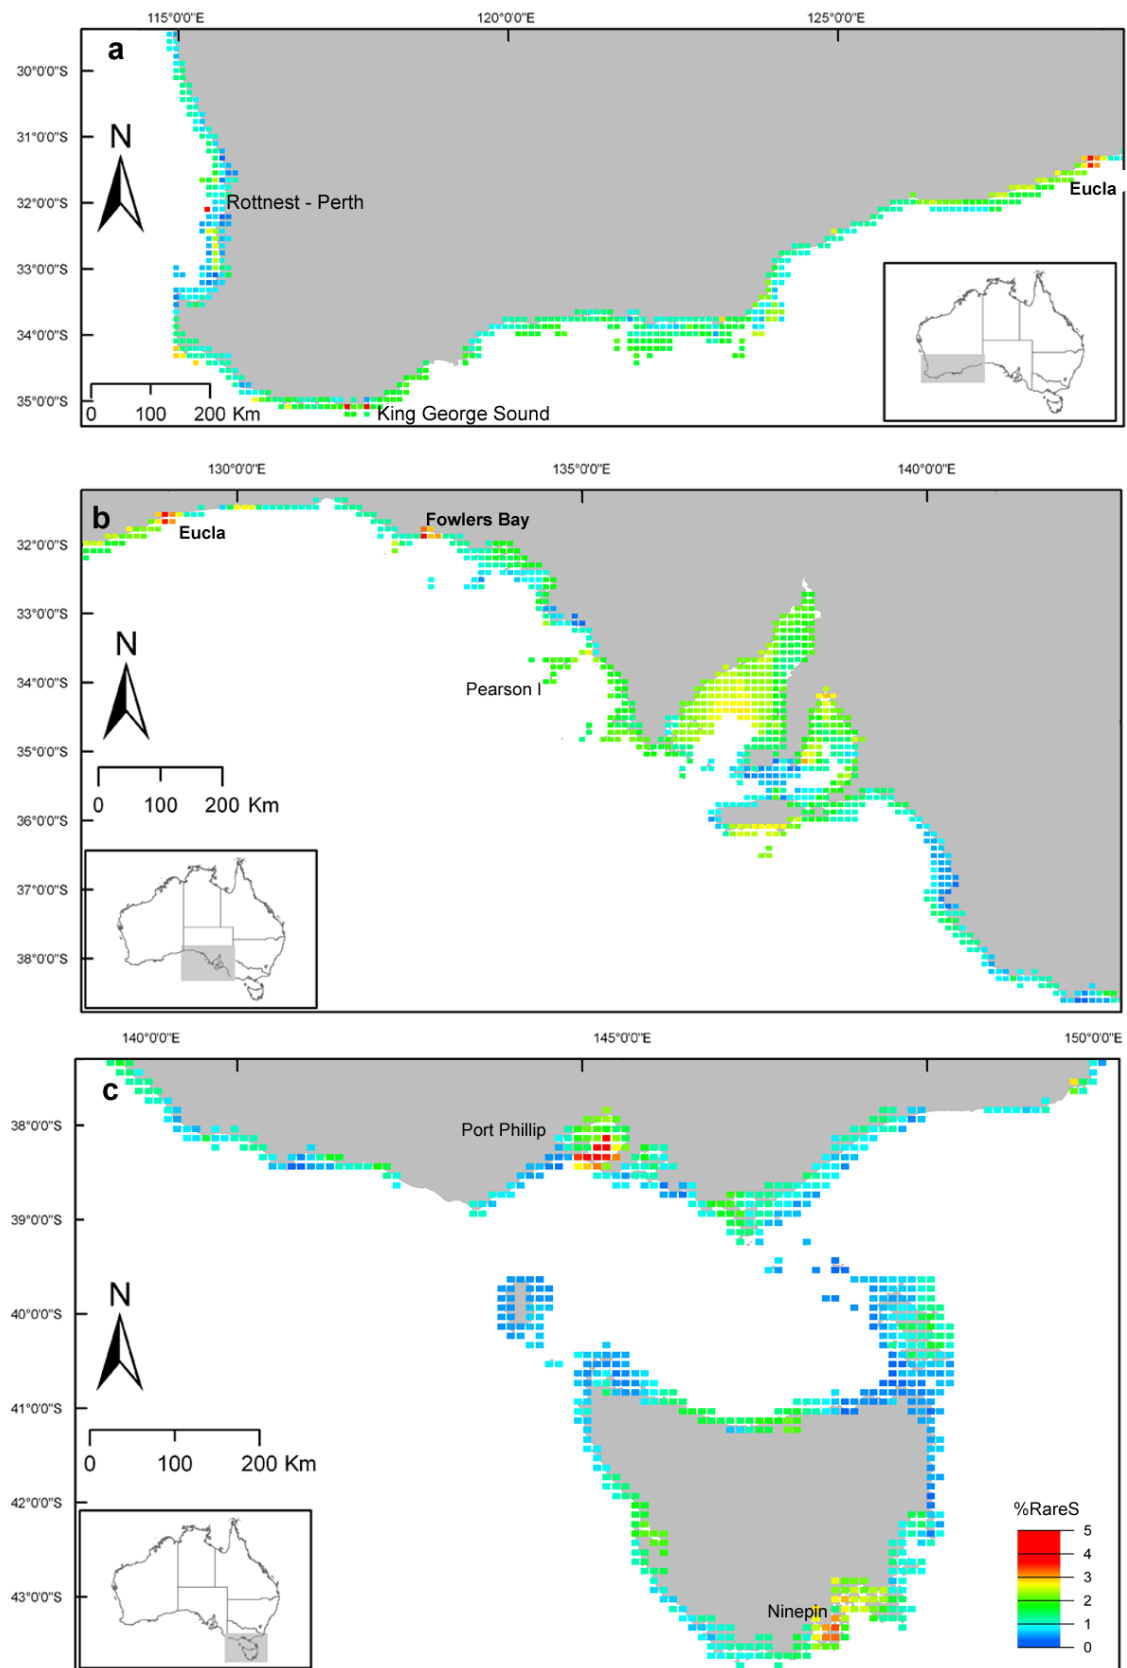 115°0'0"E 120°0'0"E 125°0'0"E
a
30°0'0"S
31°0'0"S
N
32°0'0"S
Rottnest - Perth
Eucla
33°0'0"S
34°0'0"S
35°0'0"S
0 100 200 Km
King George Sound
130°0'0"E 135°0'0"E 140°0'0"E
b
Eucla
Fowlers Bay
32°0'0"S
33°0'0"S
N
34°0'0"S
Pearson I
35°0'0"S
0 100 200 Km
36°0'0"S
37°0'0"S
38°0'0"S
140°0'0"E 145°0'0"E 150°0'0"E
c
38°0'0"S
Port Phillip
39°0'0"S
N
40°0'0"S
41°0'0"S
0 100 200 Km
42°0'0"S
%RareS
5
4
3
2
1
0
43°0'0"S
Ninepin